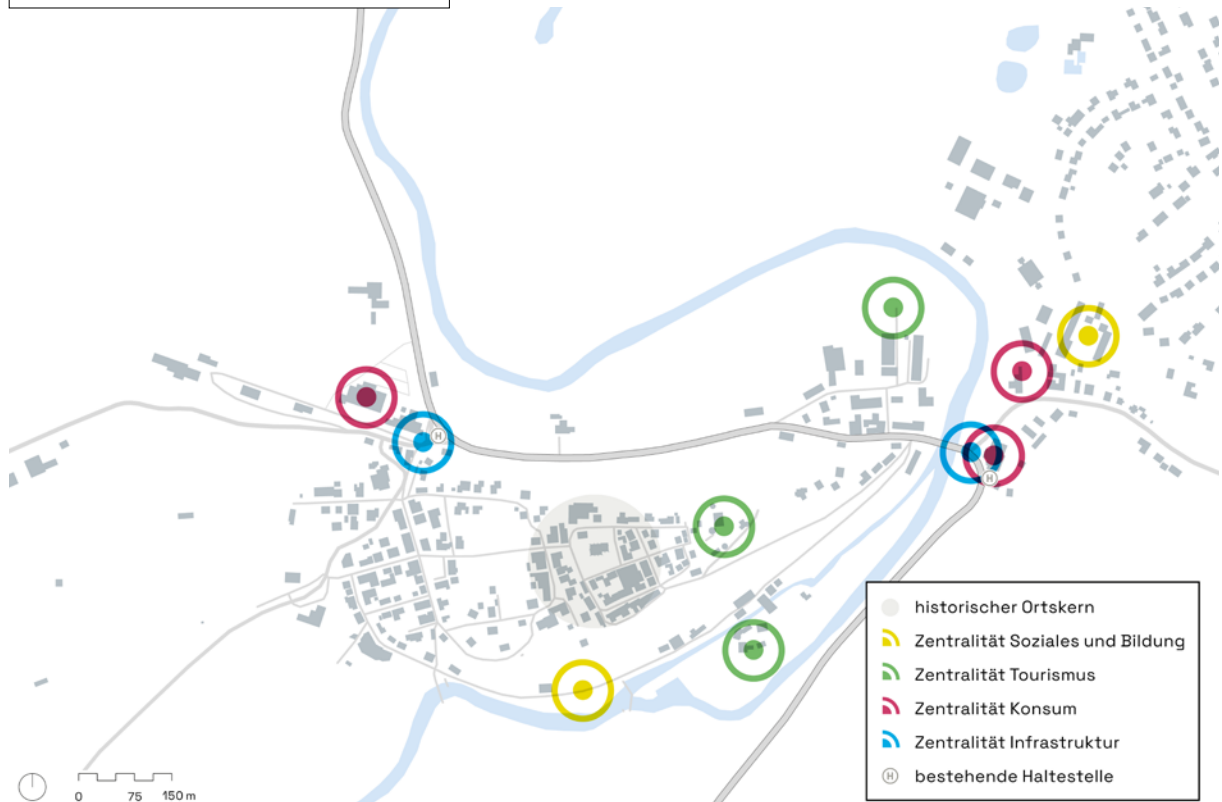 H
H
historischer Ortskern
Zentralität Soziales und Bildung
Zentralität Tourismus
Zentralität Konsum
Zentralität Infrastruktur
H bestehende Haltestelle
0 75 150 m